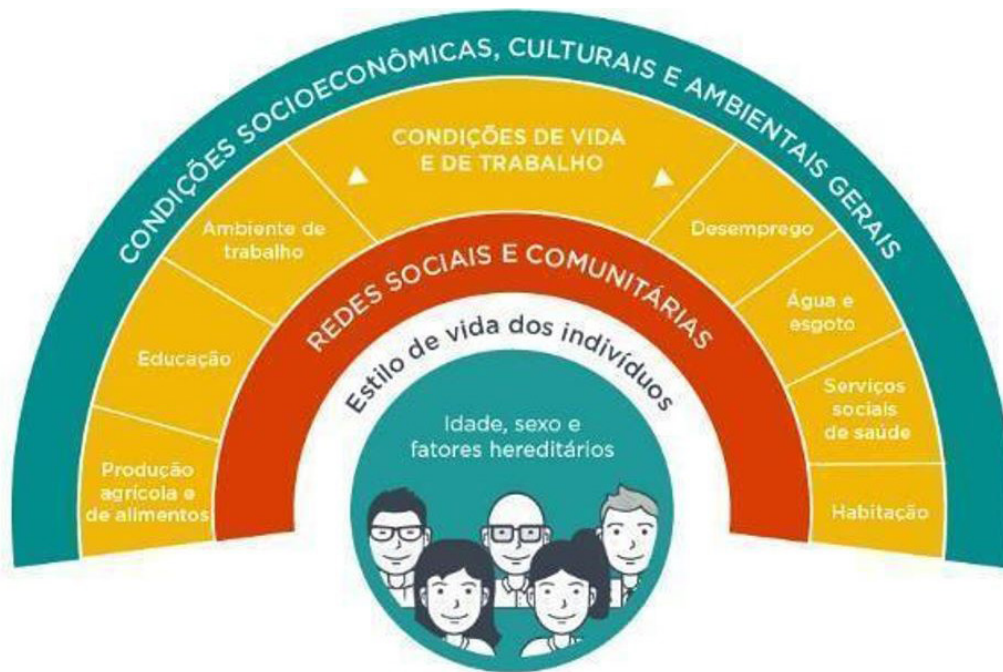 CONDIÇÕES SOCIOECONÔMICAS, CULTURAIS E AMBIENTAIS GERAIS
CONDIÇÕES DE VIDA
E DE TRABALHO
Ambiente de
trabalho
Desemprego
Educação
Água e
esgoto
Produção
agrícola e
de alimentos
Serviços
sociais
de saúde
Habitação
REDES SOCIAIS E COMUNITÁRIAS
Estilo de vida dos indivíduos
Idade, sexo e
fatores hereditários